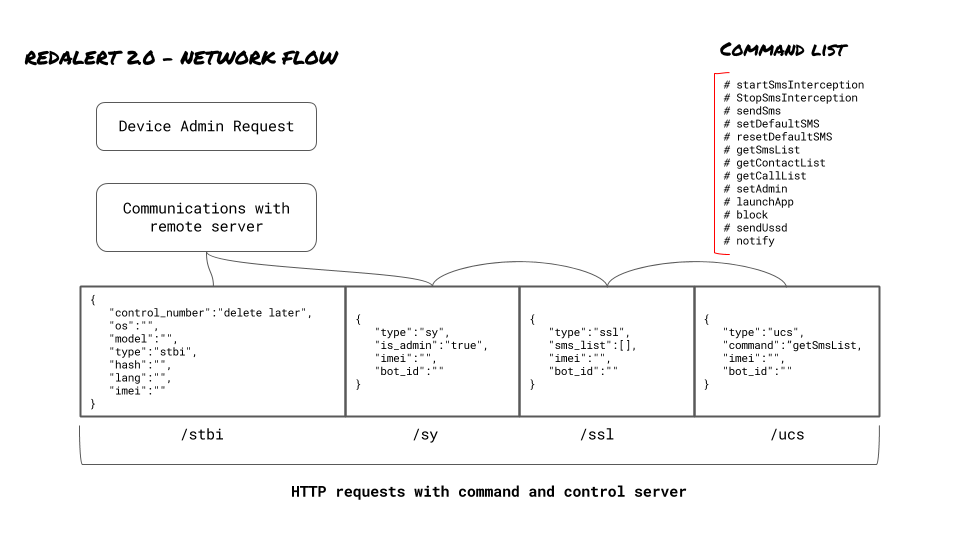 REDALERT 2.0 - NETWORK FLOW
COMMAND LIST
# startSmsInterception
# StopSmsInterception
# sendSms
# setDefaultSMS
# resetDefaultSMS
# getSmsList
# getContactList
# getCallList
# setAdmin
# launchApp
# block
# sendUssd
# notify
Device Admin Request
Communications with
remote server
{
"control_number":"delete later",
"os":"",
"model":"",
"type":"stbi",
"hash":"",
"lang":"",
"imei":""
}
{
"type":"sy",
"is_admin":"true",
"imei":"",
"bot_id":""
}
{
"type":"ssl",
"sms_list":[],
"imei":"",
"bot_id":""
}
{
"type":"ucs",
"command":"getSmsList,
"imei":"",
"bot_id":""
}
/stbi
/sy
/ssl
/ucs
HTTP requests with command and control server